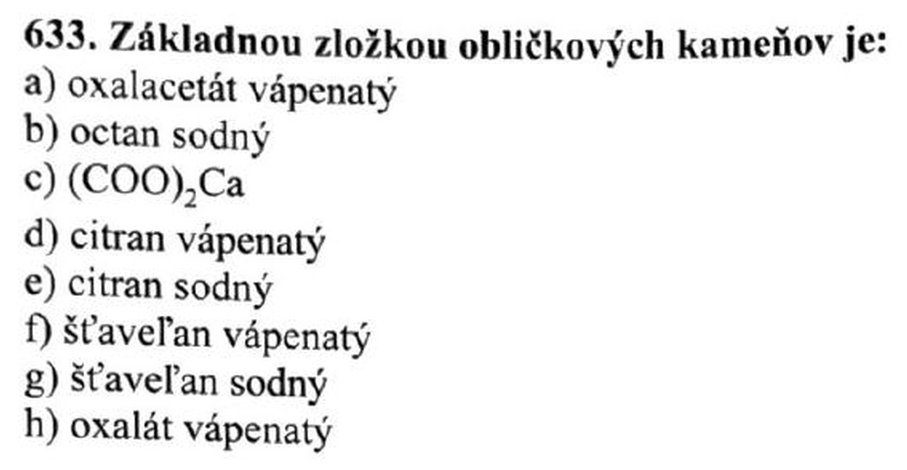 633. Základnou zložkou obličkových kameňov je:
a) oxalacetát vápenatý
b) octan sodný
c) (COO)₂Ca
d) citran vápenatý
e) citran sodný
f) šťaveľan vápenatý
g) šťaveľan sodný
h) oxalát vápenatý